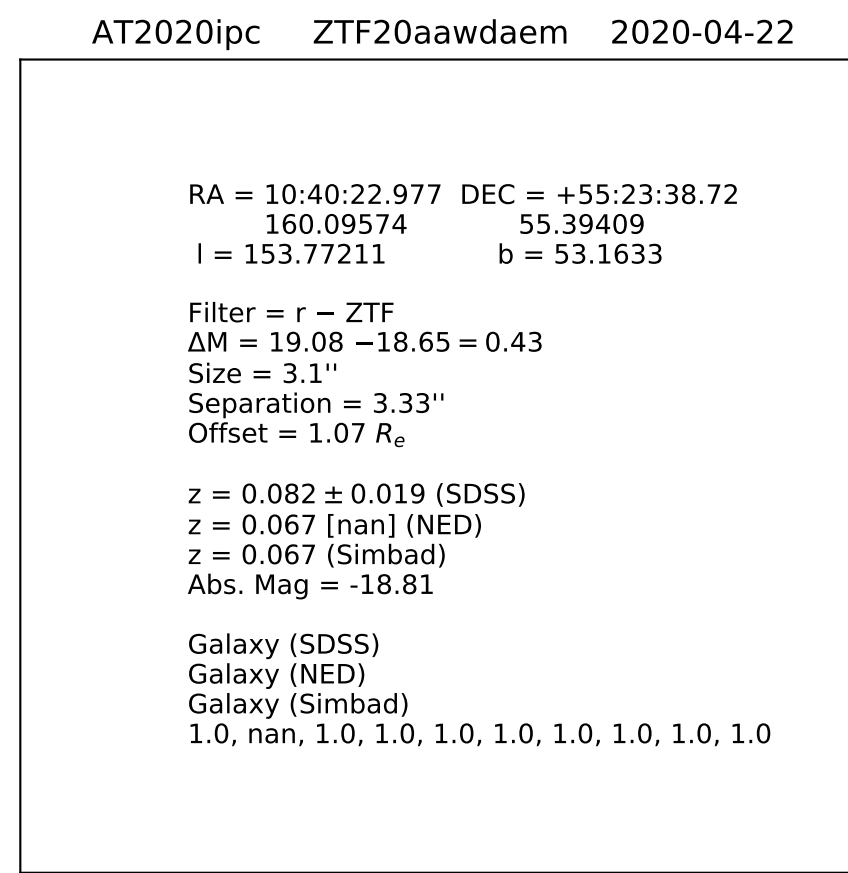 AT2020ipc ZTF20aawdaem 2020-04-22
RA = 10:40:22.977 DEC = +55:23:38.72
160.09574 55.39409
l = 153.77211 b = 53.1633
Filter = r − ZTF
ΔM = 19.08 −18.65 = 0.43
Size = 3.1''
Separation = 3.33''
Offset = 1.07 Re
z = 0.082 ± 0.019 (SDSS)
z = 0.067 [nan] (NED)
z = 0.067 (Simbad)
Abs. Mag = -18.81
Galaxy (SDSS)
Galaxy (NED)
Galaxy (Simbad)
1.0, nan, 1.0, 1.0, 1.0, 1.0, 1.0, 1.0, 1.0, 1.0